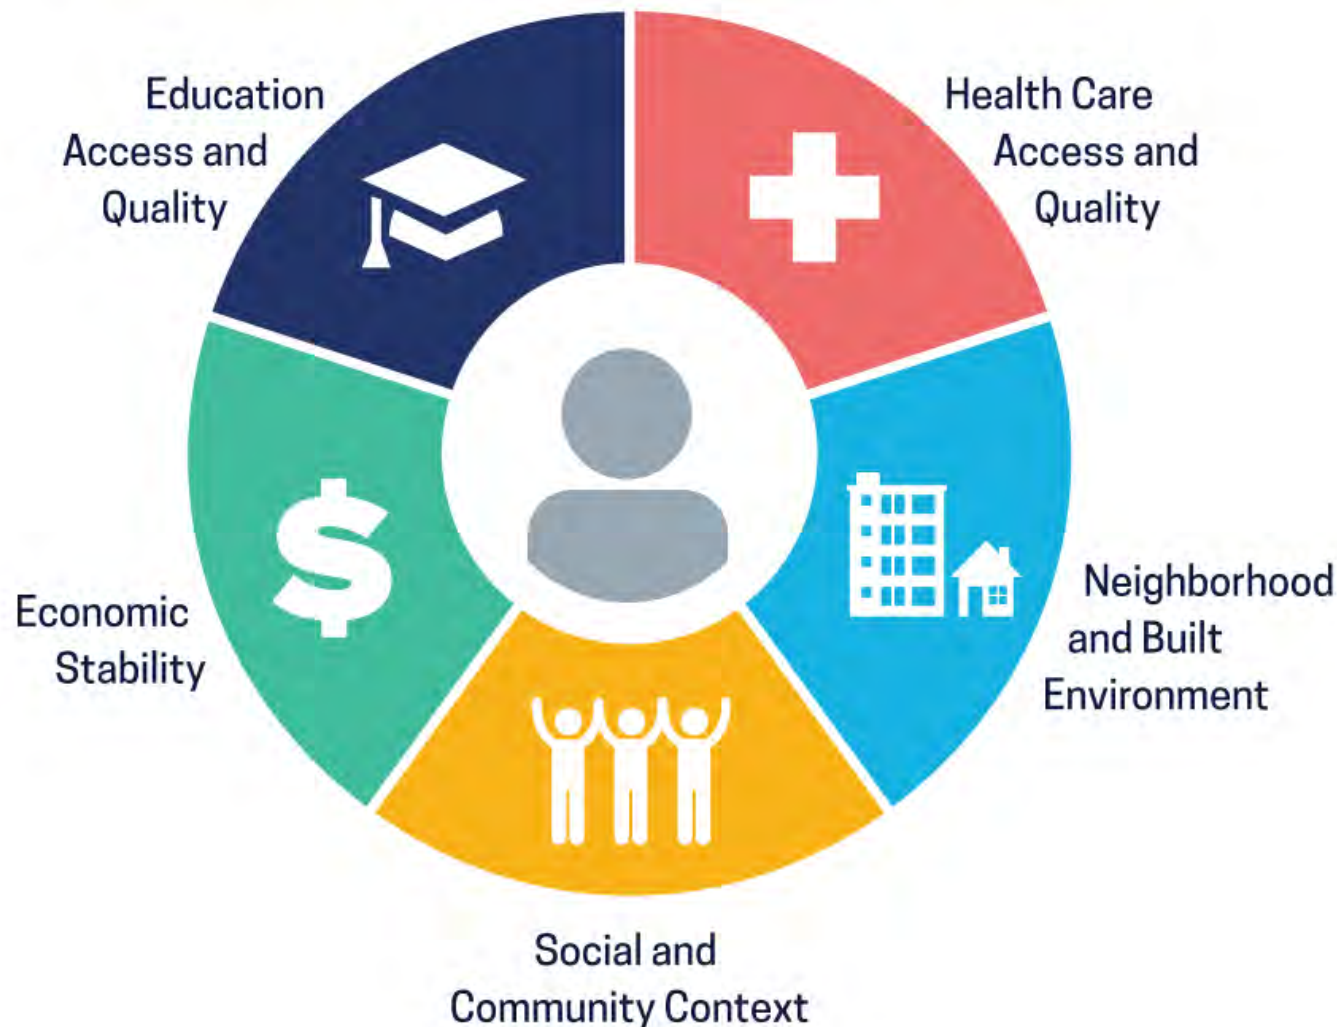 Education
Access and
Quality
Health Care
Access and
Quality
Economic
Stability
Neighborhood
and Built
Environment
Social and
Community Context